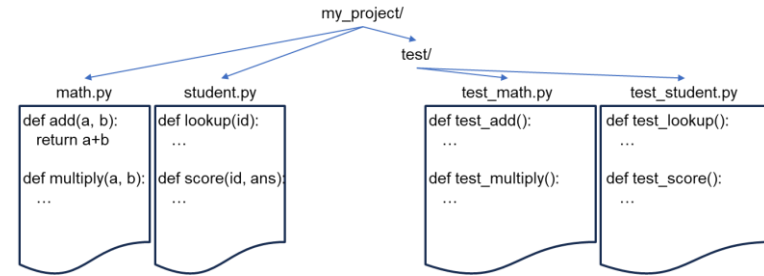 my_project/
test/
math.py
def add(a, b):
return a+b
def multiply(a, b):
…
student.py
def lookup(id):
…
def score(id, ans):
…
test_math.py
def test_add():
…
def test_multiply():
…
test_student.py
def test_lookup():
…
def test_score():
…